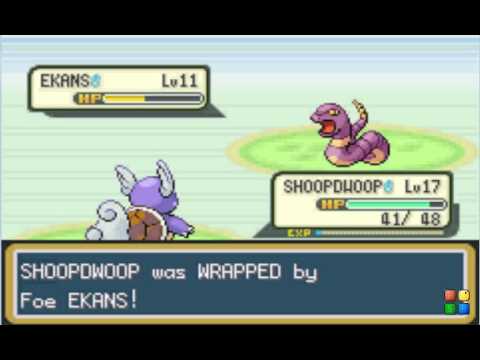 EKANS♂ Lv11
HP
SHOOPDWOOP♂ Lv17
HP
41/ 48
EXP
SHOOPDWOOP was WRAPPED by
Foe EKANS!